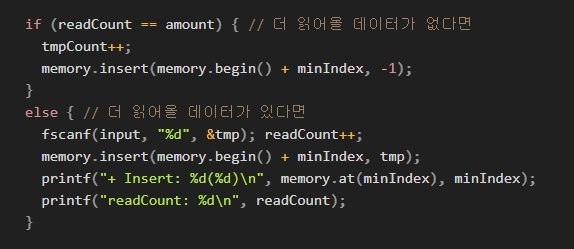 if (readCount == amount) { // 더 읽어올 데이터가 없다면
tmpCount++;
memory.insert(memory.begin() + minIndex, -1);
}
else { // 더 읽어올 데이터가 있다면
fscanf(input, "%d", &tmp); readCount++;
memory.insert(memory.begin() + minIndex, tmp);
printf("+ Insert: %d(%d)\n", memory.at(minIndex), minIndex);
printf("readCount: %d\n", readCount);
}